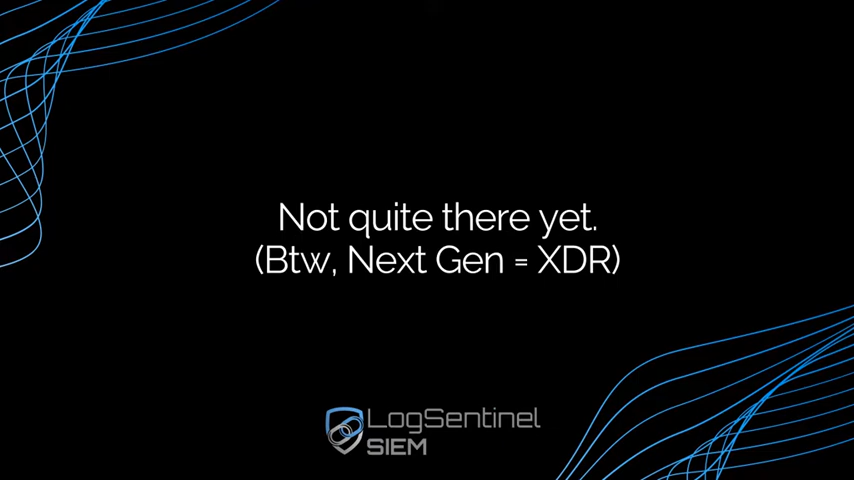 Not quite there yet.
(Btw, Next Gen = XDR)
LogSentinel
SIEM